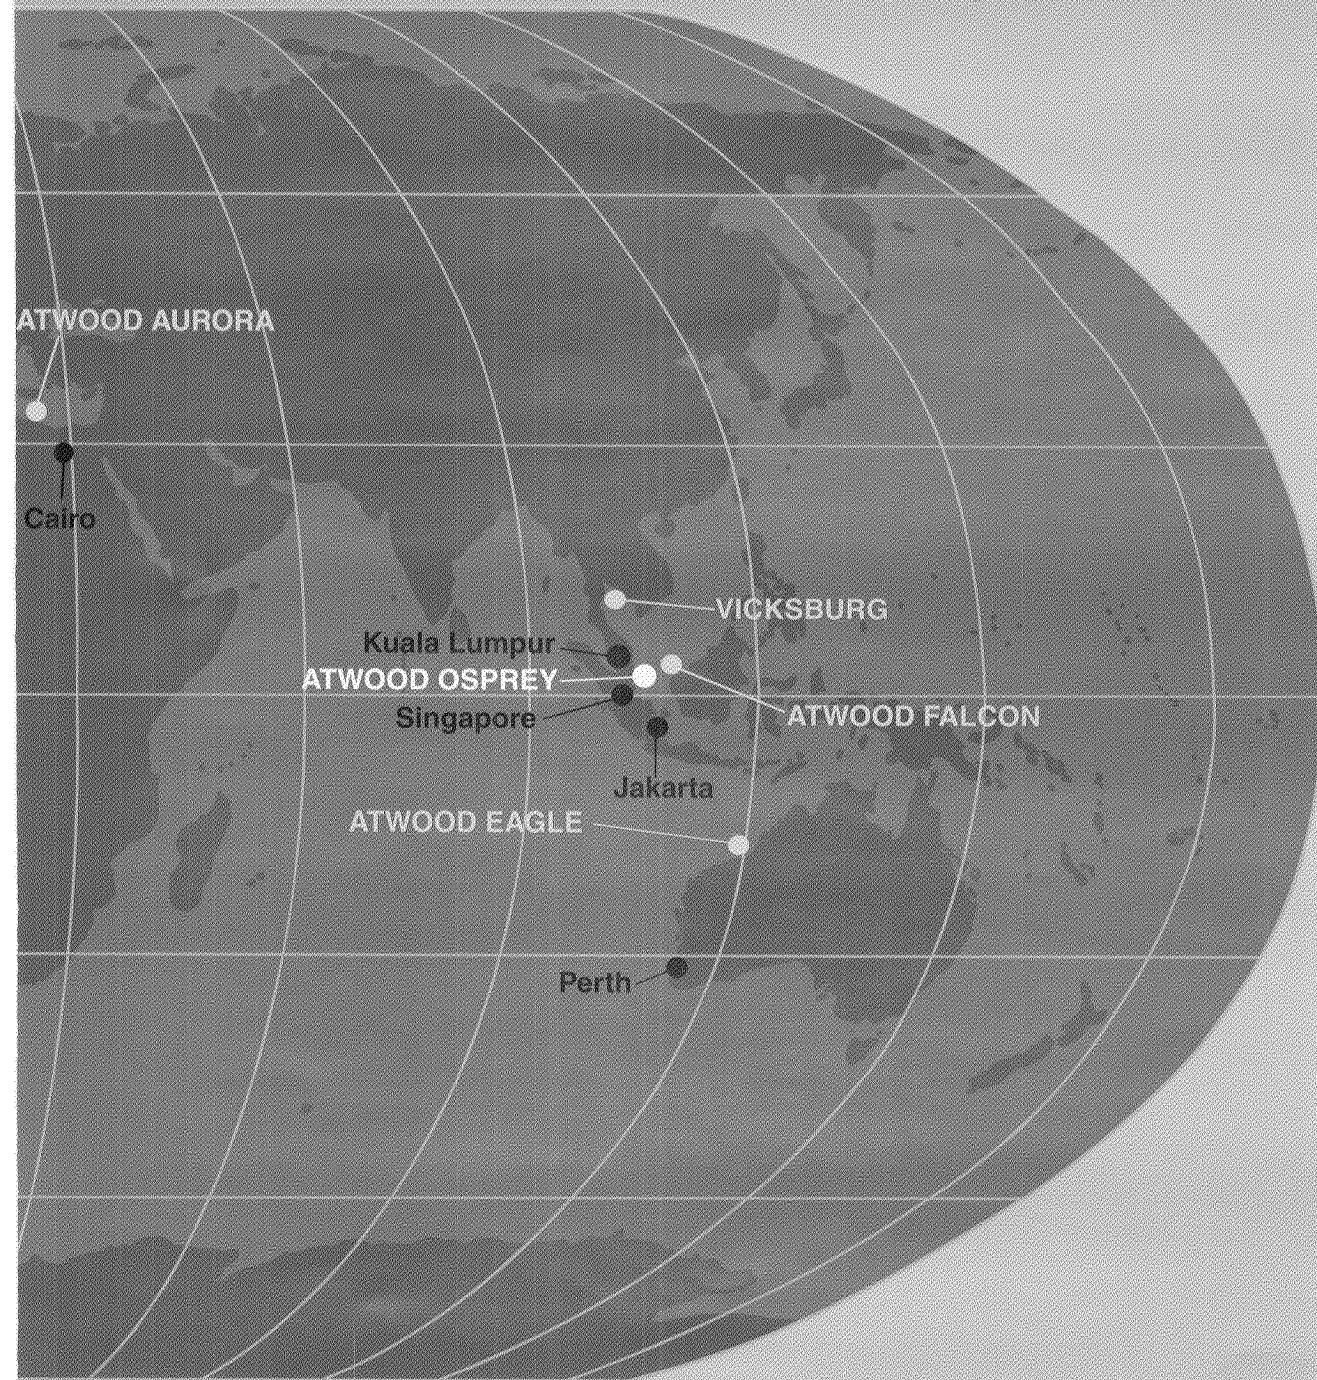 ATWOOD AURORA
Cairo
VICKSBURG
Kuala Lumpur
ATWOOD OSPREY
Singapore
ATWOOD FALCON
Jakarta
ATWOOD EAGLE
Perth